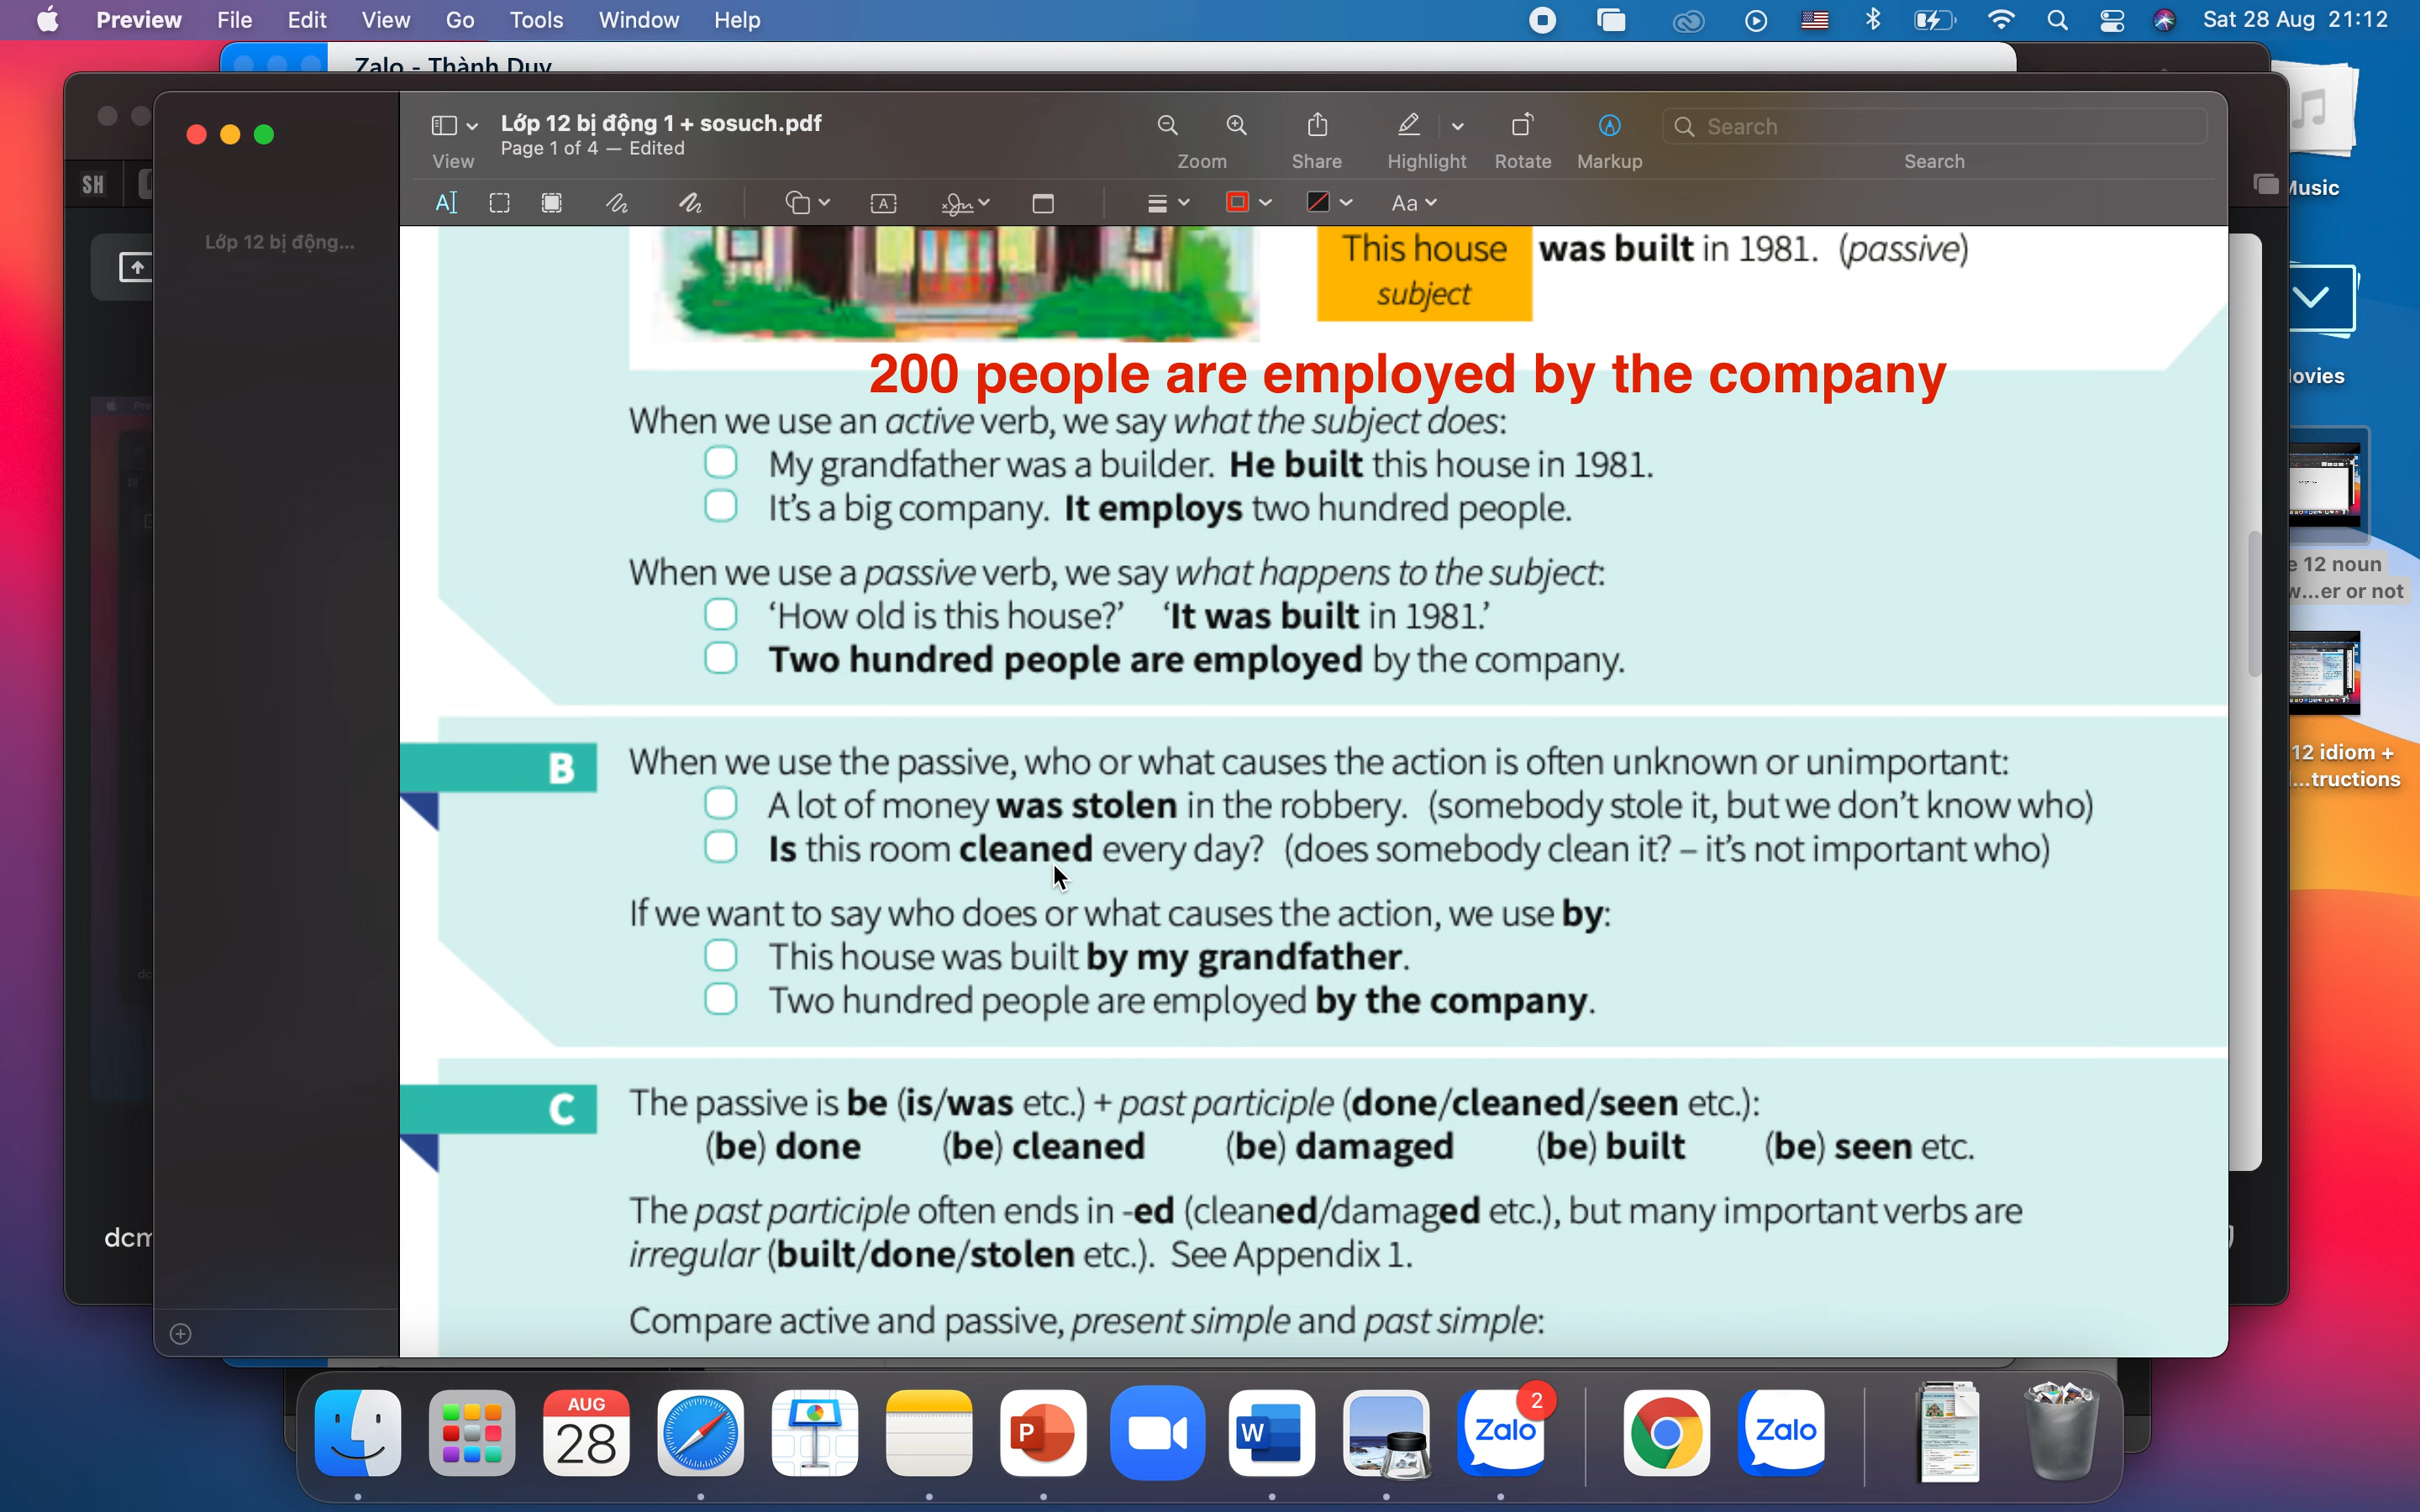 Preview File Edit View Go Tools Window Help Sat 28 Aug 21:12
Zalo - Thành Duy
SH
Lớp 12 bị động 1 + sosuch.pdf
Page 1 of 4 — Edited
View Zoom Share Highlight Rotate Markup Search
Search
Aa
Lớp 12 bị động...
This house was built in 1981. (passive)
subject
200 people are employed by the company
When we use an active verb, we say what the subject does:
My grandfather was a builder. He built this house in 1981.
It's a big company. It employs two hundred people.
When we use a passive verb, we say what happens to the subject:
‘How old is this house?’ ‘It was built in 1981.’
Two hundred people are employed by the company.
B When we use the passive, who or what causes the action is often unknown or unimportant:
A lot of money was stolen in the robbery. (somebody stole it, but we don't know who)
Is this room cleaned every day? (does somebody clean it? – it's not important who)
If we want to say who does or what causes the action, we use by:
This house was built by my grandfather.
Two hundred people are employed by the company.
C The passive is be (is/was etc.) + past participle (done/cleaned/seen etc.):
(be) done (be) cleaned (be) damaged (be) built (be) seen etc.
The past participle often ends in -ed (cleaned/damaged etc.), but many important verbs are
irregular (built/done/stolen etc.). See Appendix 1.
Compare active and passive, present simple and past simple:
dcm
Music
ovies
e 12 noun
w...er or not
12 idiom +
...tructions
AUG
28
P
W
Zalo
2
Zalo